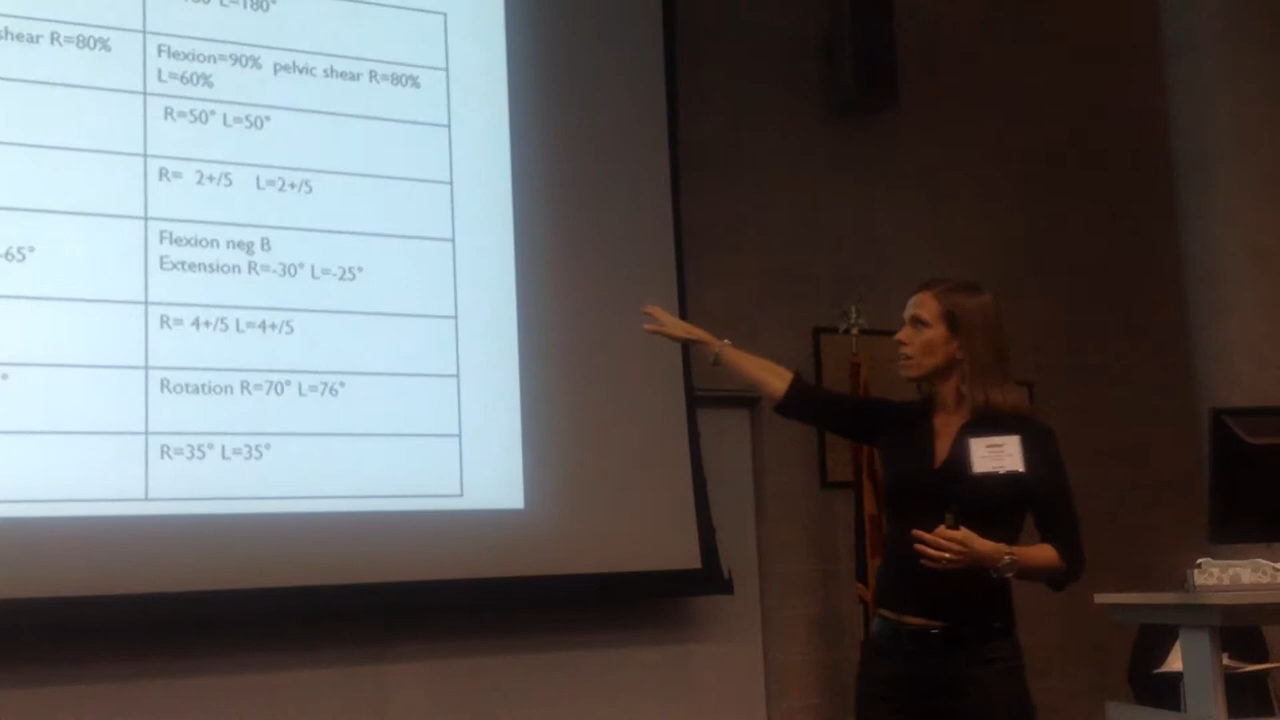 L=180°
shear R=80%
Flexion=90% pelvic shear R=80%
L=60%
R=50° L=50°
R= 2+/5 L=2+/5
-65°
Flexion neg B
Extension R=-30° L=-25°
R= 4+/5 L=4+/5
°
Rotation R=70° L=76°
R=35° L=35°